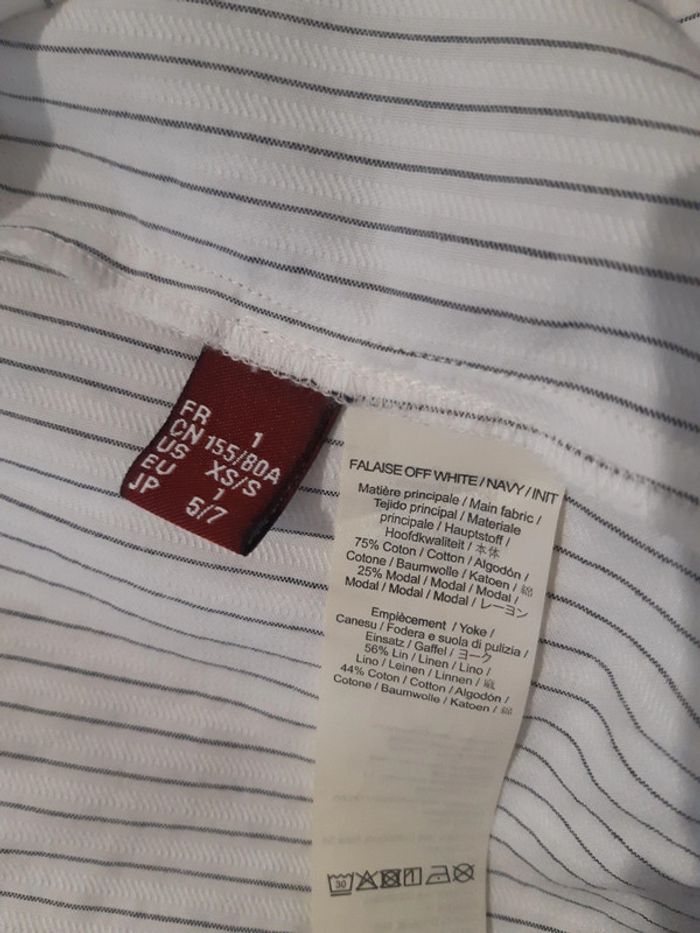 FR 1
CN 155/80A
US XS/S
EU 1
JP 5/7
FALAISE OFF WHITE / NAVY / INIT
Matière principale / Main fabric /
Tejido principal / Materiale
principale / Hauptstoff /
Hoofdkwaliteit / 本体
75% Coton / Cotton / Algodón /
Cotone / Baumwolle / Katoen / 綿
25% Modal / Modal / Modal /
Modal / Modal / Modal / レーヨン
Empiècement / Yoke /
Canesu / Fodera e suola di pulizia /
Einsatz / Gaffel / ヨーク
56% Lin / Linen / Lino /
Lino / Leinen / Linnen / 麻
44% Coton / Cotton / Algodón /
Cotone / Baumwolle / Katoen / 綿
30